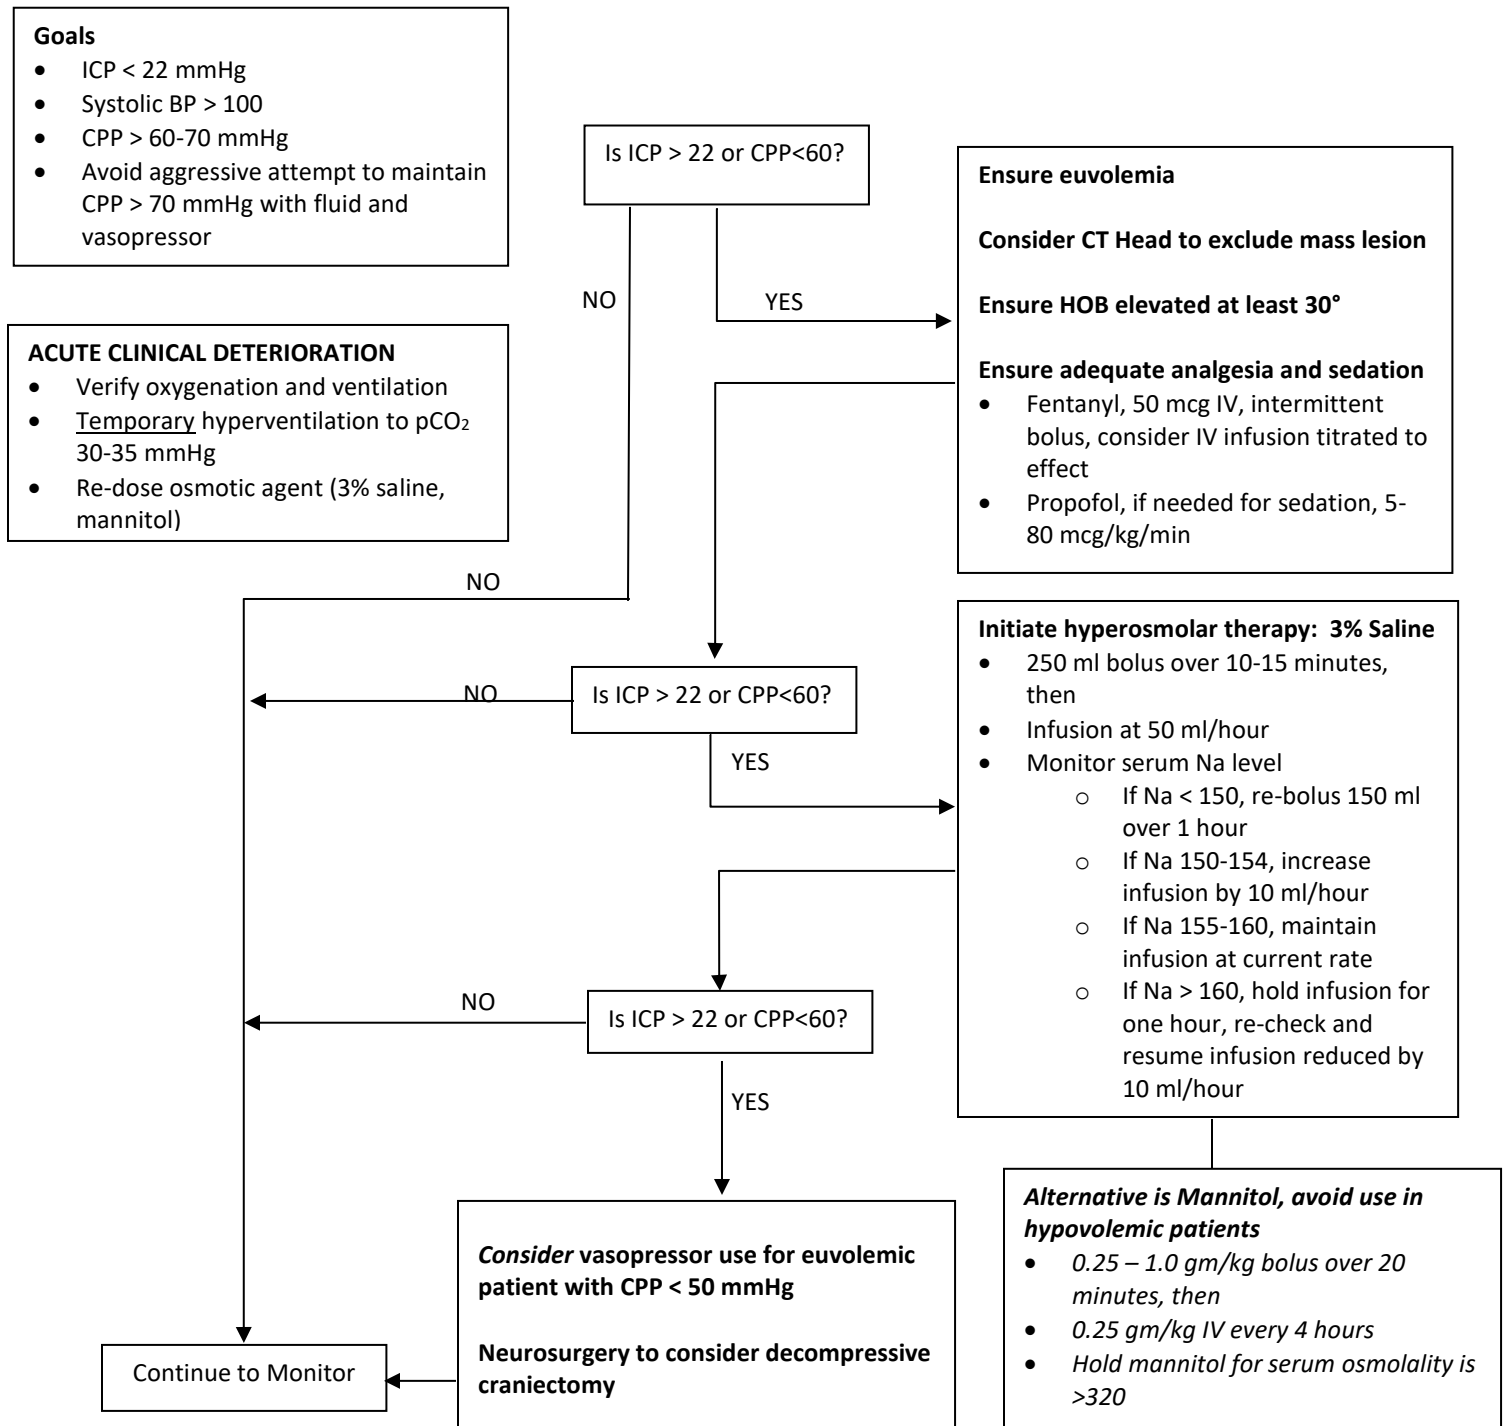 Goals
• ICP < 22 mmHg
• Systolic BP > 100
• CPP > 60-70 mmHg
• Avoid aggressive attempt to maintain
CPP > 70 mmHg with fluid and
vasopressor
ACUTE CLINICAL DETERIORATION
• Verify oxygenation and ventilation
• Temporary hyperventilation to pCO₂
30-35 mmHg
• Re-dose osmotic agent (3% saline,
mannitol)
Is ICP > 22 or CPP<60?
NO
YES
Ensure euvolemia
Consider CT Head to exclude mass lesion
Ensure HOB elevated at least 30°
Ensure adequate analgesia and sedation
• Fentanyl, 50 mcg IV, intermittent
bolus, consider IV infusion titrated to
effect
• Propofol, if needed for sedation, 5-
80 mcg/kg/min
NO
Is ICP > 22 or CPP<60?
NO
YES
Initiate hyperosmolar therapy: 3% Saline
• 250 ml bolus over 10-15 minutes,
then
• Infusion at 50 ml/hour
• Monitor serum Na level
o If Na < 150, re-bolus 150 ml
over 1 hour
o If Na 150-154, increase
infusion by 10 ml/hour
o If Na 155-160, maintain
infusion at current rate
o If Na > 160, hold infusion for
one hour, re-check and
resume infusion reduced by
10 ml/hour
NO
Is ICP > 22 or CPP<60?
YES
Alternative is Mannitol, avoid use in
hypovolemic patients
• 0.25 – 1.0 gm/kg bolus over 20
minutes, then
• 0.25 gm/kg IV every 4 hours
• Hold mannitol for serum osmolality is
>320
Consider vasopressor use for euvolemic
patient with CPP < 50 mmHg
Neurosurgery to consider decompressive
craniectomy
Continue to Monitor